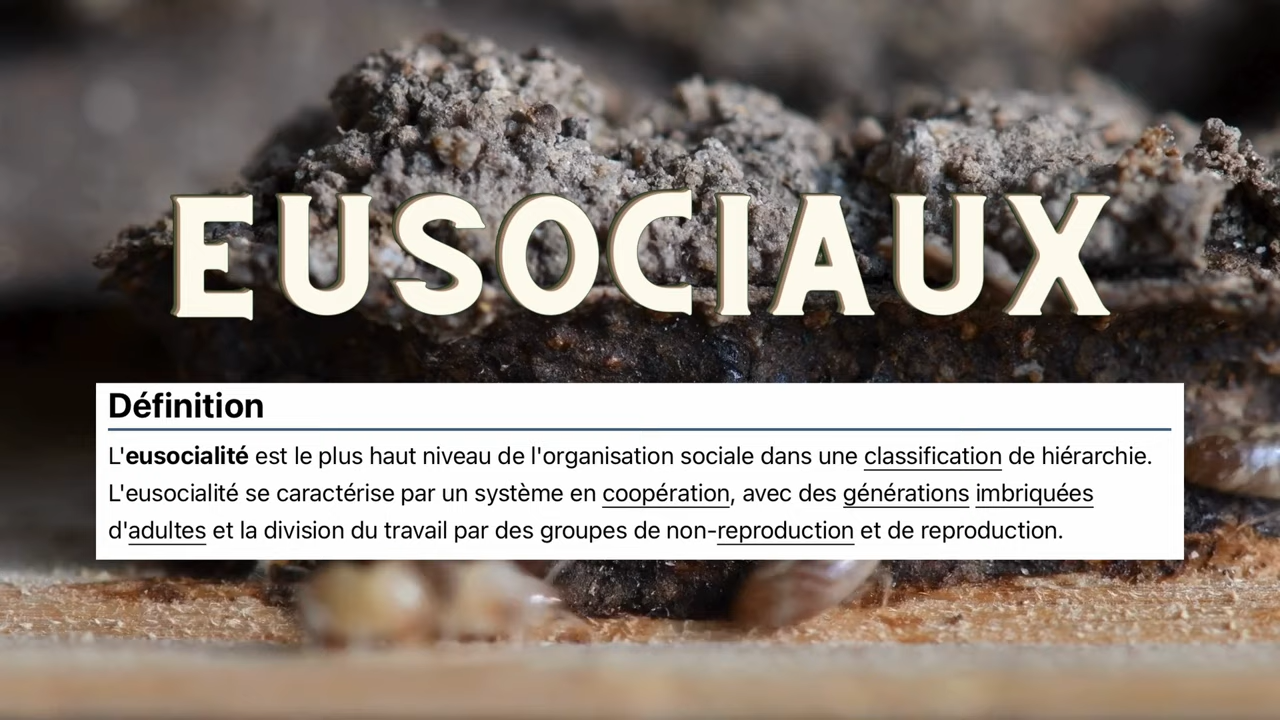 EUSOCIAUX
Définition
L'eusocialité est le plus haut niveau de l'organisation sociale dans une classification de hiérarchie.
L'eusocialité se caractérise par un système en coopération, avec des générations imbriquées
d'adultes et la division du travail par des groupes de non-reproduction et de reproduction.